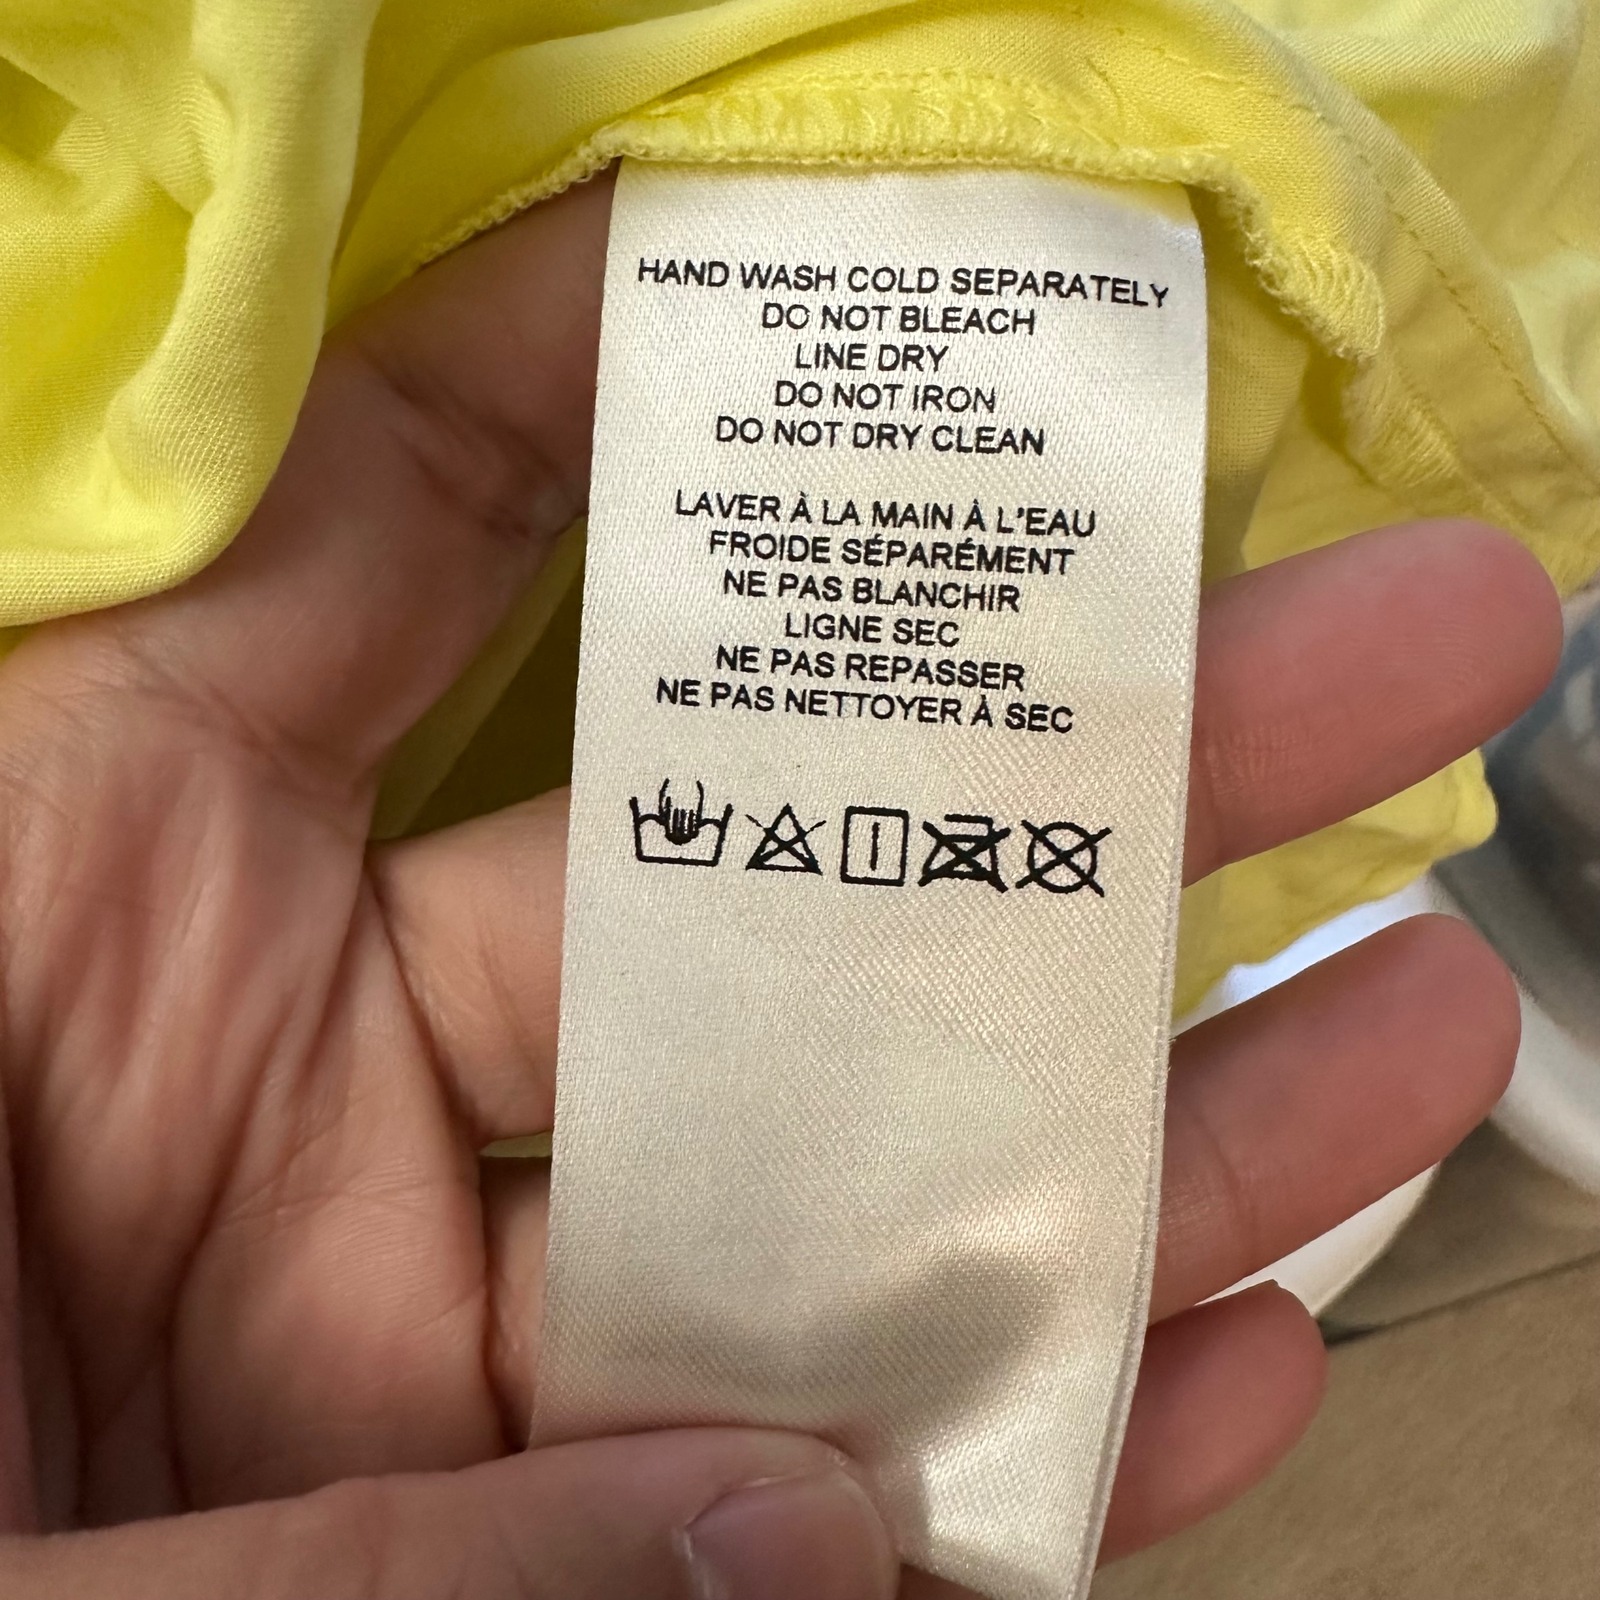 HAND WASH COLD SEPARATELY
DO NOT BLEACH
LINE DRY
DO NOT IRON
DO NOT DRY CLEAN
LAVER À LA MAIN À L'EAU
FROIDE SÉPARÉMENT
NE PAS BLANCHIR
LIGNE SEC
NE PAS REPASSER
NE PAS NETTOYER À SEC